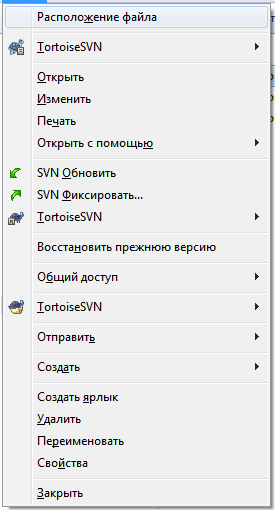 Расположение файла
TortoiseSVN
Открыть
Изменить
Печать
Открыть с помощью
SVN Обновить
SVN Фиксировать...
TortoiseSVN
Восстановить прежнюю версию
Общий доступ
TortoiseSVN
Отправить
Создать
Создать ярлык
Удалить
Переименовать
Свойства
Закрыть